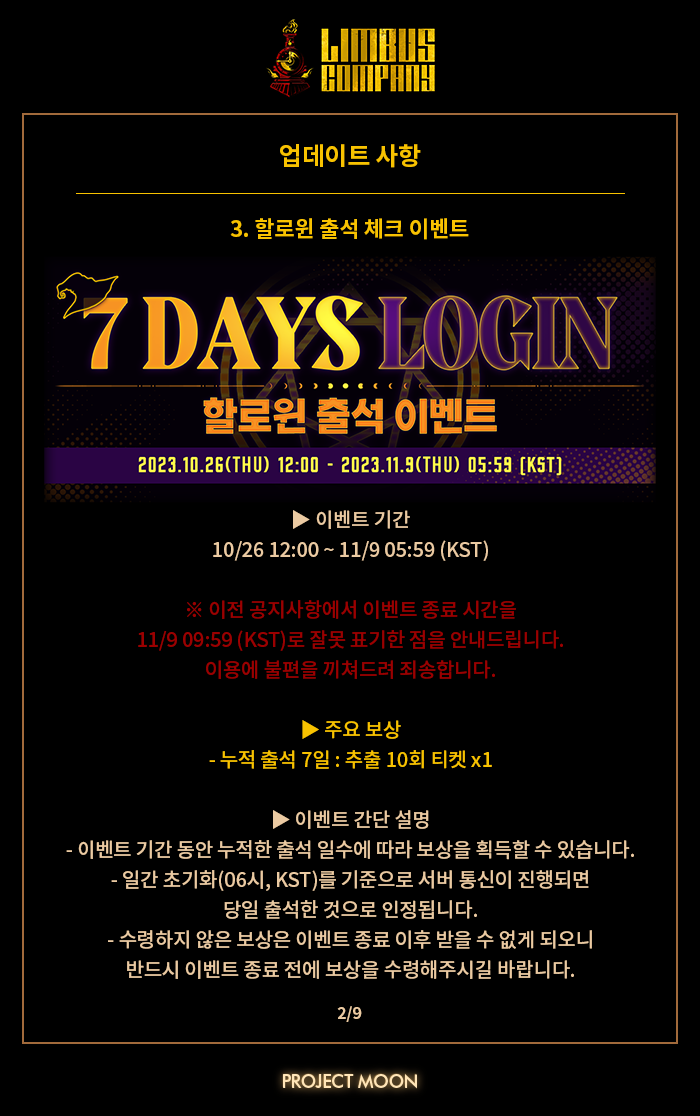 LIMBUS
COMPANY
업데이트 사항
3. 할로윈 출석 체크 이벤트
7 DAYS LOGIN
할로윈 출석 이벤트
2023.10.26(THU) 12:00 - 2023.11.9(THU) 05:59 [KST]
▶ 이벤트 기간
10/26 12:00 ~ 11/9 05:59 (KST)
※ 이전 공지사항에서 이벤트 종료 시간을
11/9 09:59 (KST)로 잘못 표기한 점을 안내드립니다.
이용에 불편을 끼쳐드려 죄송합니다.
▶ 주요 보상
- 누적 출석 7일 : 추출 10회 티켓 x1
▶ 이벤트 간단 설명
- 이벤트 기간 동안 누적한 출석 일수에 따라 보상을 획득할 수 있습니다.
- 일간 초기화(06시, KST)를 기준으로 서버 통신이 진행되면
당일 출석한 것으로 인정됩니다.
- 수령하지 않은 보상은 이벤트 종료 이후 받을 수 없게 되오니
반드시 이벤트 종료 전에 보상을 수령해주시길 바랍니다.
2/9
PROJECT MOON